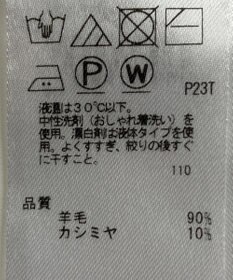 P W P23T
液温は30℃以下。
中性洗剤(おしゃれ着洗い)を
使用。漂白剤は液体タイプを使
用。よくすすぎ、絞りの後すぐ
に干すこと。
110
品質
羊毛 90%
カシミヤ 10%